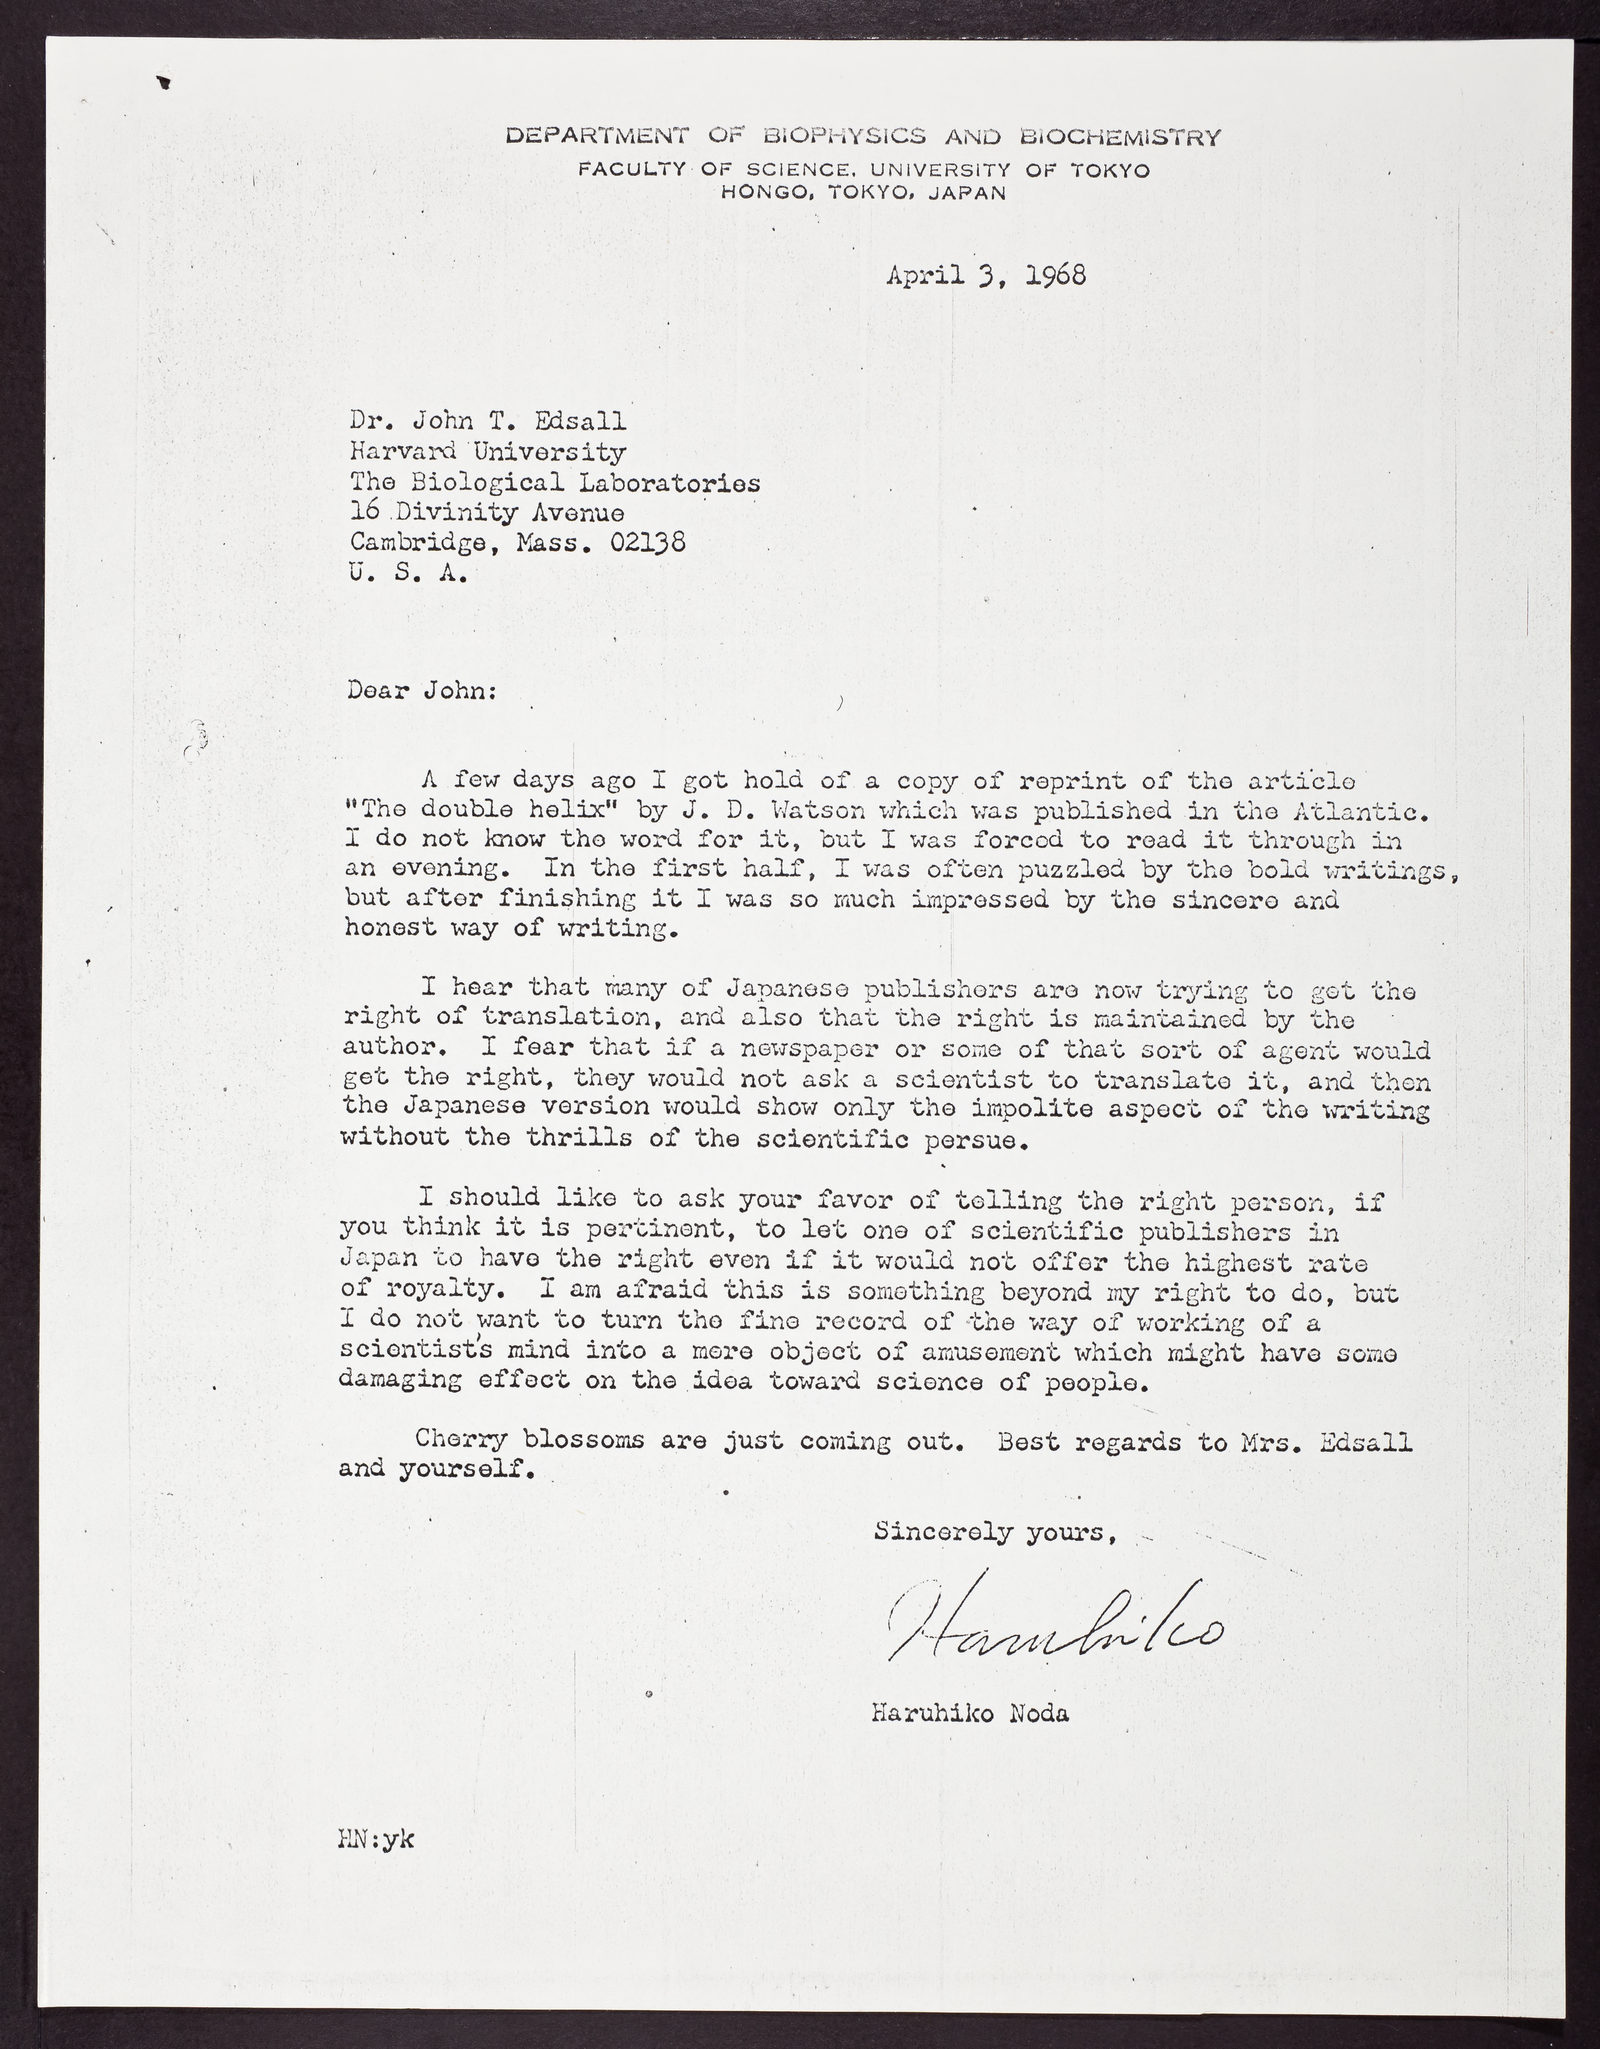 DEPARTMENT OF BIOPHYSICS AND BIOCHEMISTRY
FACULTY OF SCIENCE, UNIVERSITY OF TOKYO
HONGO, TOKYO, JAPAN
April 3, 1968
Dr. John T. Edsall
Harvard University
The Biological Laboratories
16 Divinity Avenue
Cambridge, Mass. 02138
U. S. A.
Dear John:
A few days ago I got hold of a copy of reprint of the article
"The double helix" by J. D. Watson which was published in the Atlantic.
I do not know the word for it, but I was forced to read it through in
an evening. In the first half, I was often puzzled by the bold writings,
but after finishing it I was so much impressed by the sincere and
honest way of writing.
I hear that many of Japanese publishers are now trying to get the
right of translation, and also that the right is maintained by the
author. I fear that if a newspaper or some of that sort of agent would
get the right, they would not ask a scientist to translate it, and then
the Japanese version would show only the impolite aspect of the writing
without the thrills of the scientific persue.
I should like to ask your favor of telling the right person, if
you think it is pertinent, to let one of scientific publishers in
Japan to have the right even if it would not offer the highest rate
of royalty. I am afraid this is something beyond my right to do, but
I do not want to turn the fine record of the way of working of a
scientist's mind into a mere object of amusement which might have some
damaging effect on the idea toward science of people.
Cherry blossoms are just coming out. Best regards to Mrs. Edsall
and yourself.
Sincerely yours,
Haruhiko
Haruhiko Noda
HN:yk